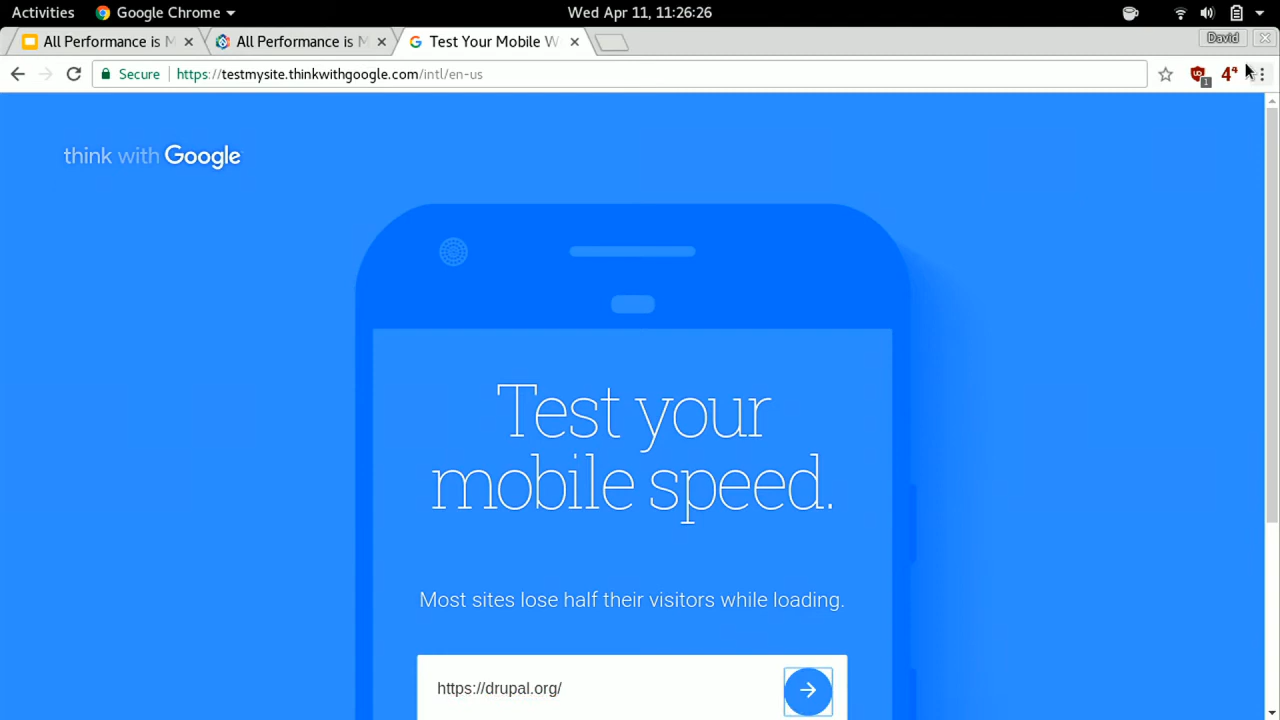 Activities Google Chrome Wed Apr 11, 11:26:26
All Performance is M All Performance is M Test Your Mobile W David
Secure https://testmysite.thinkwithgoogle.com/intl/en-us 1 4⁴
think with Google
Test your
mobile speed.
Most sites lose half their visitors while loading.
https://drupal.org/